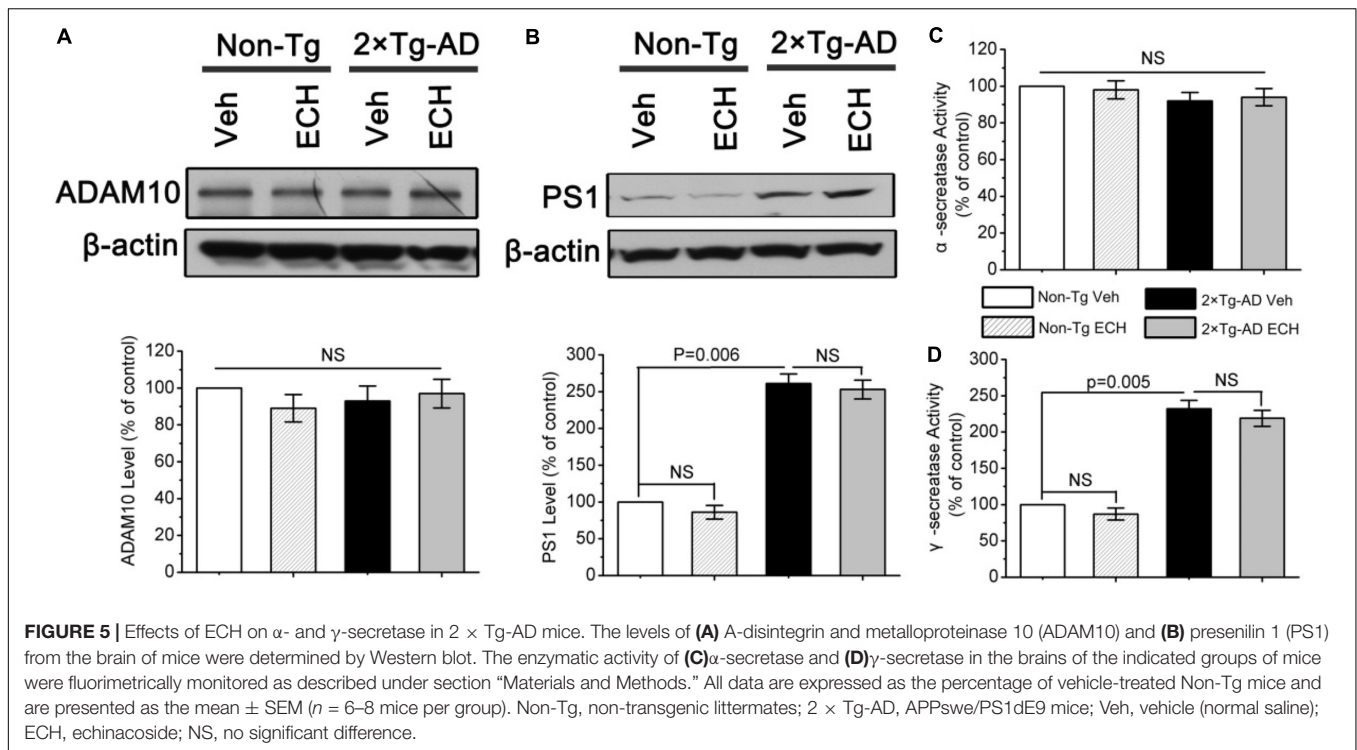 A
Non-Tg 2×Tg-AD
Veh ECH Veh ECH
ADAM10
β-actin
ADAM10 Level (% of control)
120
100
80
60
40
20
0
NS
B
Non-Tg 2×Tg-AD
Veh ECH Veh ECH
PS1
β-actin
PS1 Level (% of control)
300
250
200
150
100
50
0
P=0.006
NS
NS
C
α -secreatase Activity
(% of control)
120
100
80
60
40
20
0
NS
Non-Tg Veh 2×Tg-AD Veh
Non-Tg ECH 2×Tg-AD ECH
D
γ -secreatase Activity
(% of control)
300
250
200
150
100
50
0
p=0.005
NS
NS
FIGURE 5 | Effects of ECH on α- and γ-secretase in 2 × Tg-AD mice. The levels of (A) A-disintegrin and metalloproteinase 10 (ADAM10) and (B) presenilin 1 (PS1)
from the brain of mice were determined by Western blot. The enzymatic activity of (C)α-secretase and (D)γ-secretase in the brains of the indicated groups of mice
were fluorimetrically monitored as described under section “Materials and Methods.” All data are expressed as the percentage of vehicle-treated Non-Tg mice and
are presented as the mean ± SEM (n = 6–8 mice per group). Non-Tg, non-transgenic littermates; 2 × Tg-AD, APPswe/PS1dE9 mice; Veh, vehicle (normal saline);
ECH, echinacoside; NS, no significant difference.